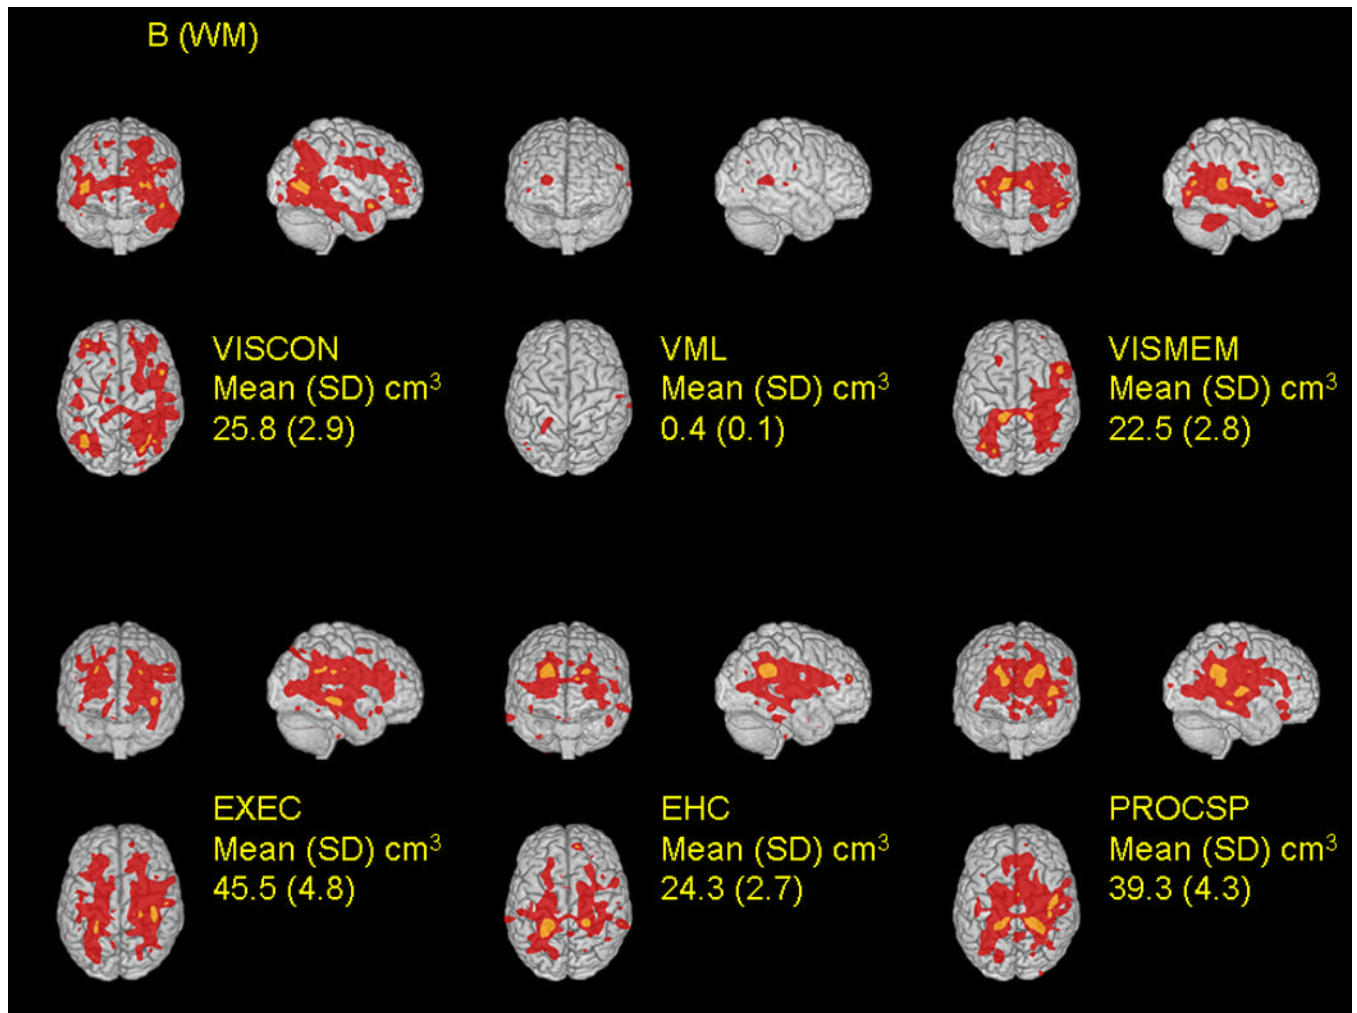 B (WM)
VISCON
Mean (SD) cm³
25.8 (2.9)
VML
Mean (SD) cm³
0.4 (0.1)
VISMEM
Mean (SD) cm³
22.5 (2.8)
EXEC
Mean (SD) cm³
45.5 (4.8)
EHC
Mean (SD) cm³
24.3 (2.7)
PROCSP
Mean (SD) cm³
39.3 (4.3)